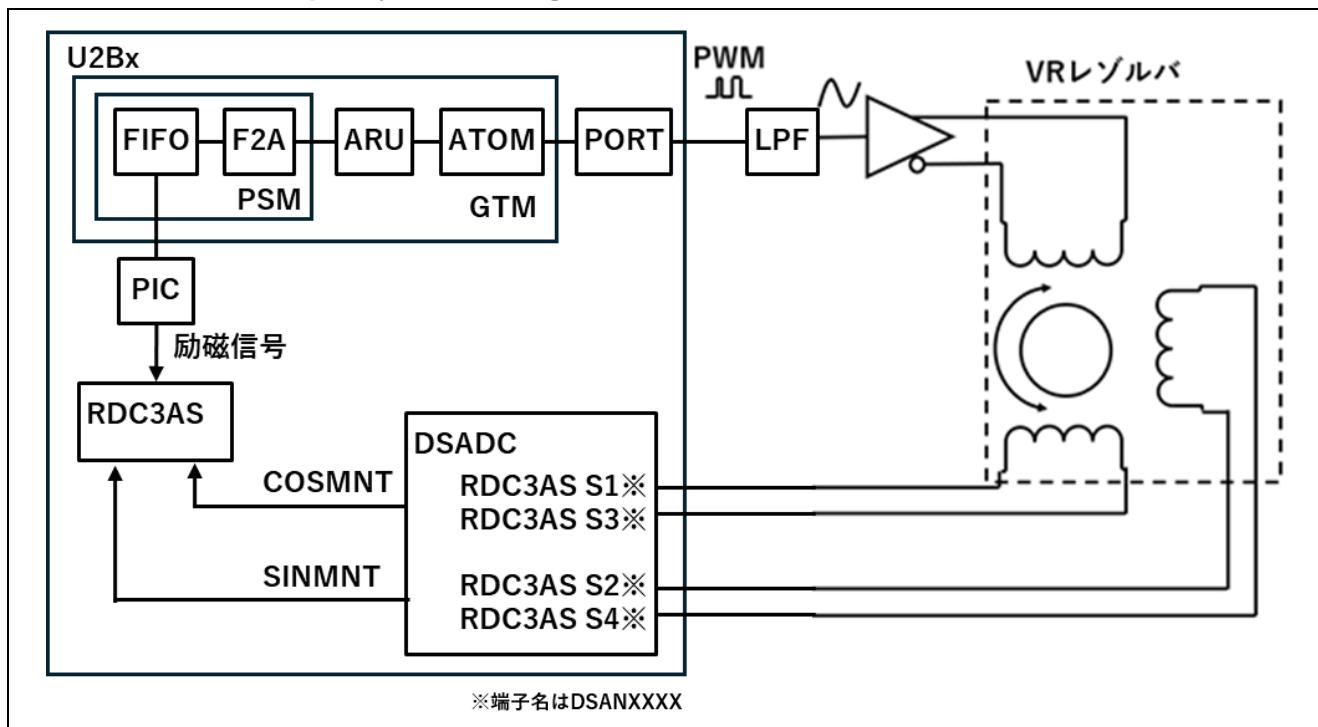 U2Bx
PWM
VRレゾルバ
FIFO
F2A
ARU
ATOM
PORT
LPF
PSM
GTM
PIC
励磁信号
RDC3AS
DSADC
COSMNT
RDC3AS S1※
RDC3AS S3※
SINMNT
RDC3AS S2※
RDC3AS S4※
※端子名はDSANXXXX